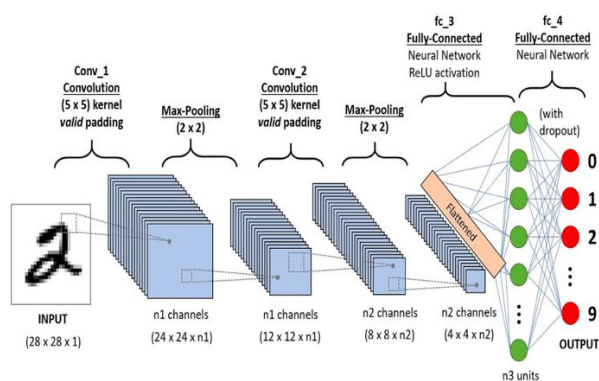 fc_3
Fully-Connected
Neural Network
ReLU activation
fc_4
Fully-Connected
Neural Network
Conv_1
Convolution
(5 x 5) kernel
valid padding
Max-Pooling
(2 x 2)
Conv_2
Convolution
(5 x 5) kernel
valid padding
Max-Pooling
(2 x 2)
(with
dropout)
Flattened
2
0
1
2
9
INPUT
(28 x 28 x 1)
n1 channels
(24 x 24 x n1)
n1 channels
(12 x 12 x n1)
n2 channels
(8 x 8 x n2)
n2 channels
(4 x 4 x n2)
OUTPUT
n3 units